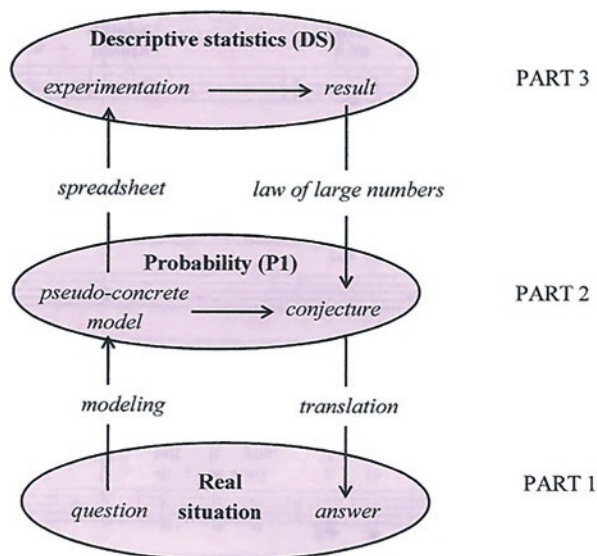 Descriptive statistics (DS)
experimentation result
PART 3
spreadsheet law of large numbers
Probability (P1)
pseudo-concrete
model
conjecture
PART 2
modeling translation
Real
situation
question answer
PART 1